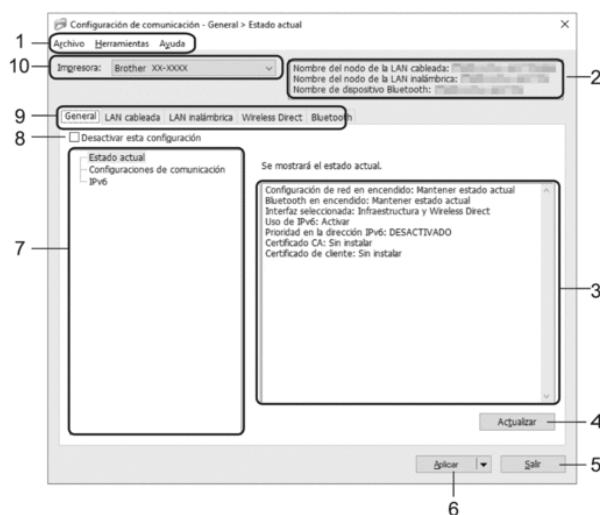 Configuración de comunicación - General > Estado actual
1
Archivo Herramientas Ayuda
10
Impresora: Brother XX-XXXX
Nombre del nodo de la LAN cableada:
Nombre del nodo de la LAN inalámbrica:
Nombre de dispositivo Bluetooth:
2
9
General LAN cableada LAN inalámbrica Wireless Direct Bluetooth
8
Desactivar esta configuración
Estado actual
Configuraciones de comunicación
IPv6
7
Se mostrará el estado actual.
Configuración de red en encendido: Mantener estado actual
Bluetooth en encendido: Mantener estado actual
Interfaz seleccionada: Infraestructura y Wireless Direct
Uso de IPv6: Activar
Prioridad en la dirección IPv6: DESACTIVADO
Certificado CA: Sin instalar
Certificado de cliente: Sin instalar
3
Actualizar
4
Aplicar
Salir
5
6